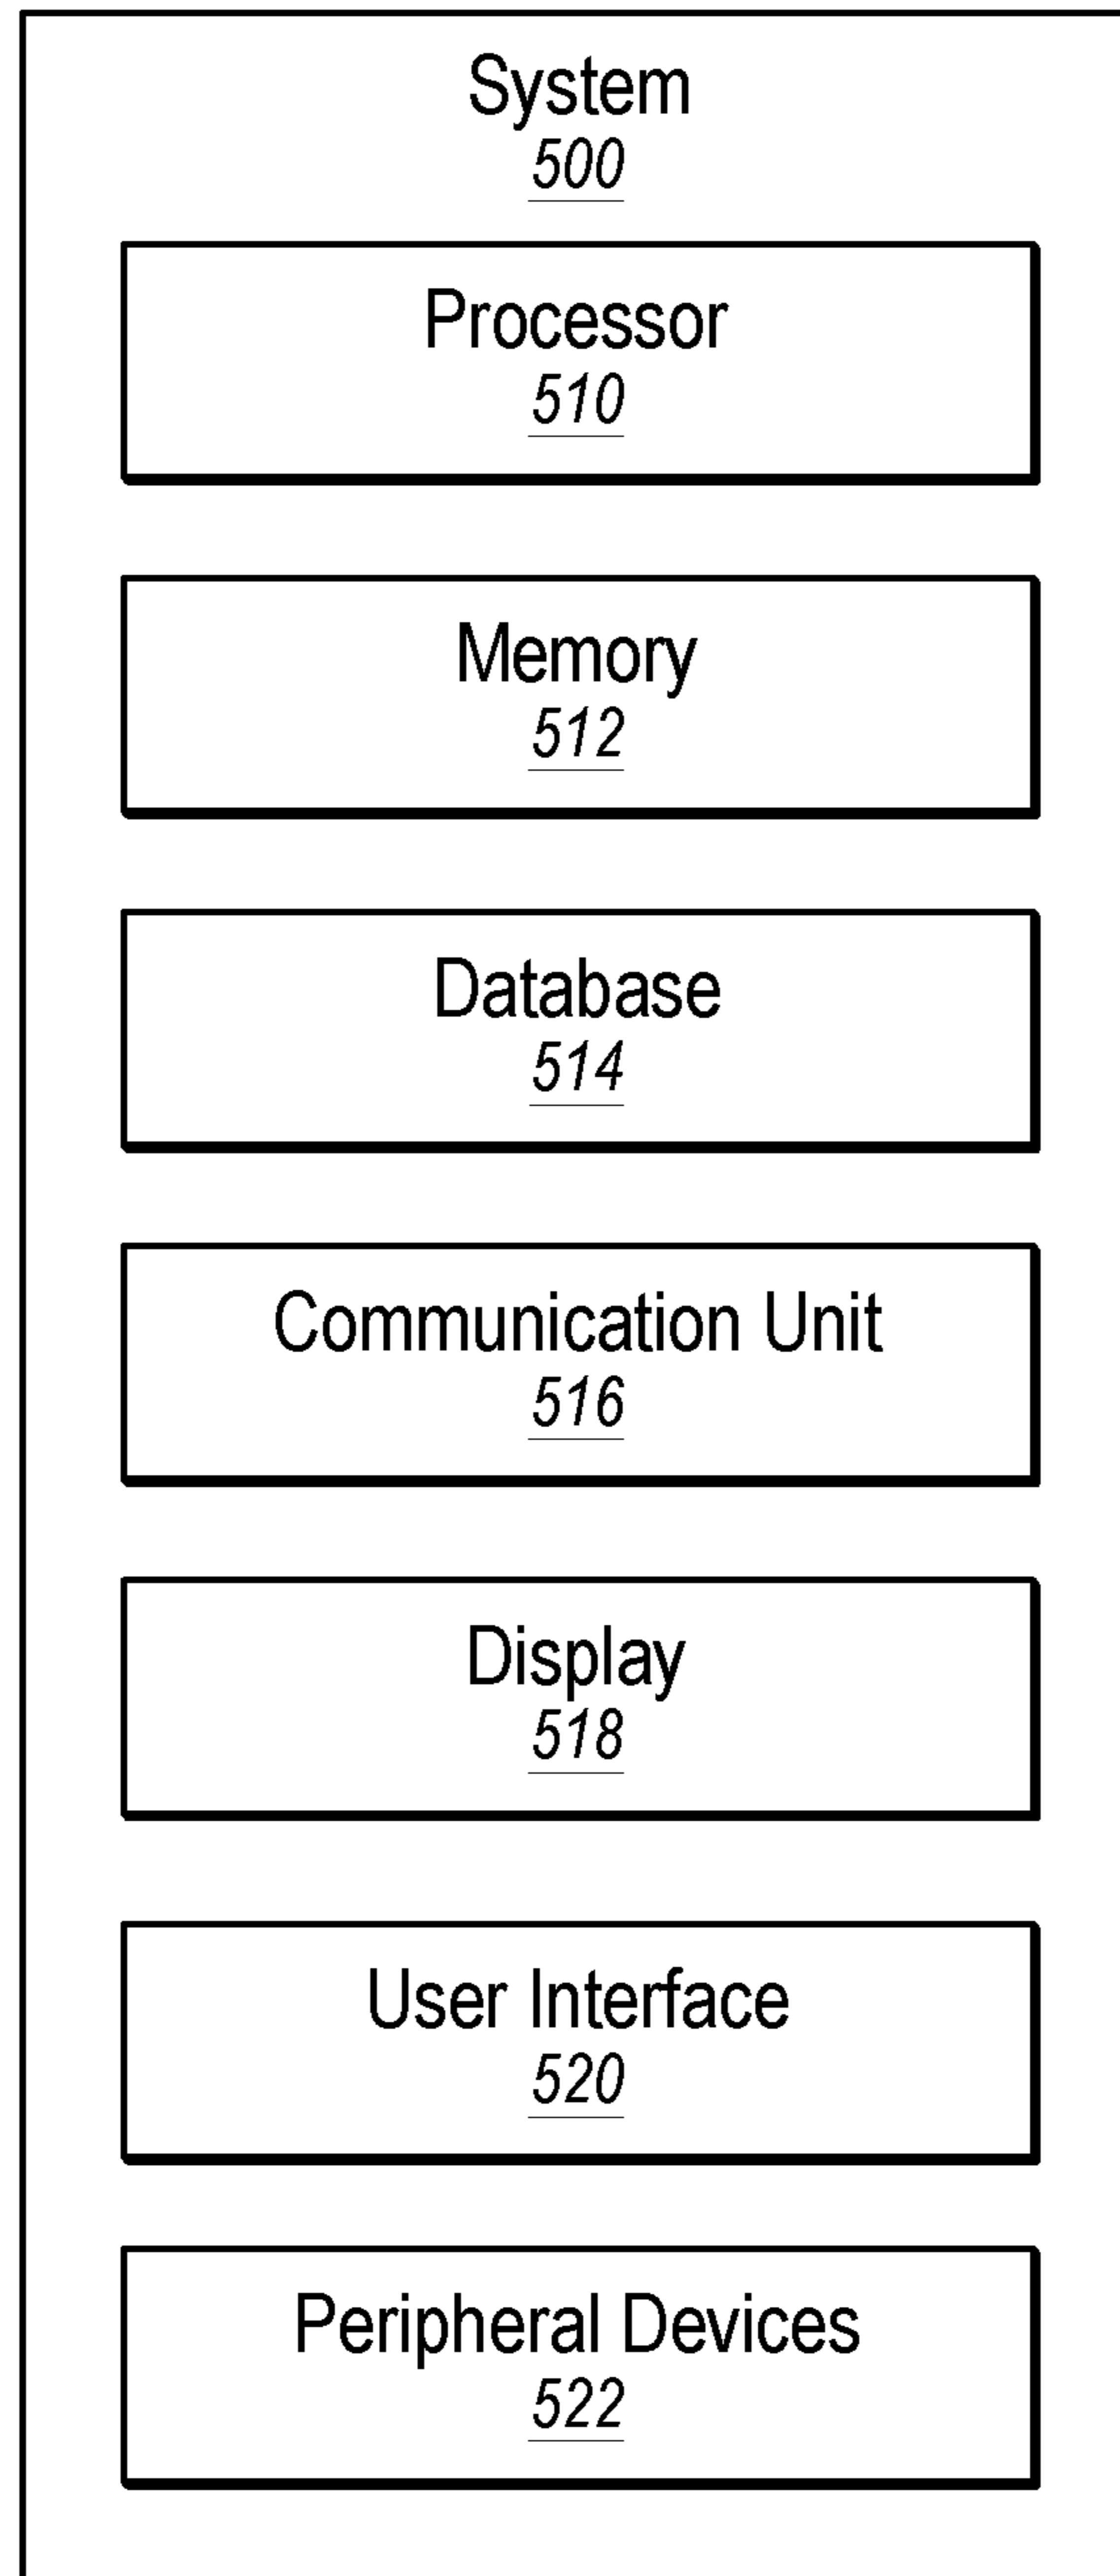 System
500
Processor
510
Memory
512
Database
514
Communication Unit
516
Display
518
User Interface
520
Peripheral Devices
522